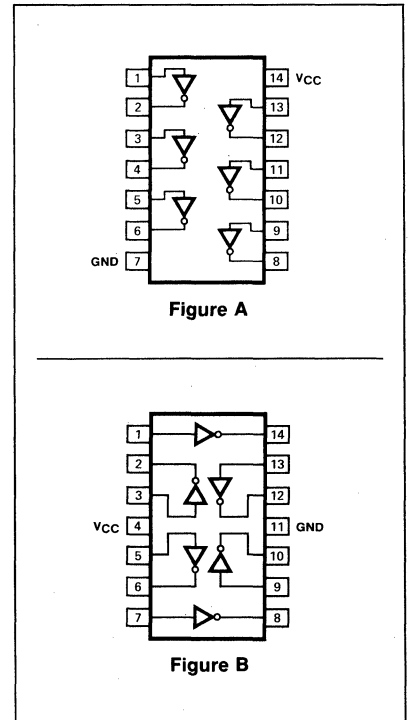 1 14 VCC
2 13
3 12
4 11
5 10
6 9
GND 7 8
Figure A
1 14
2 13
3 12
VCC 4 11 GND
5 10
6 9
7 8
Figure B